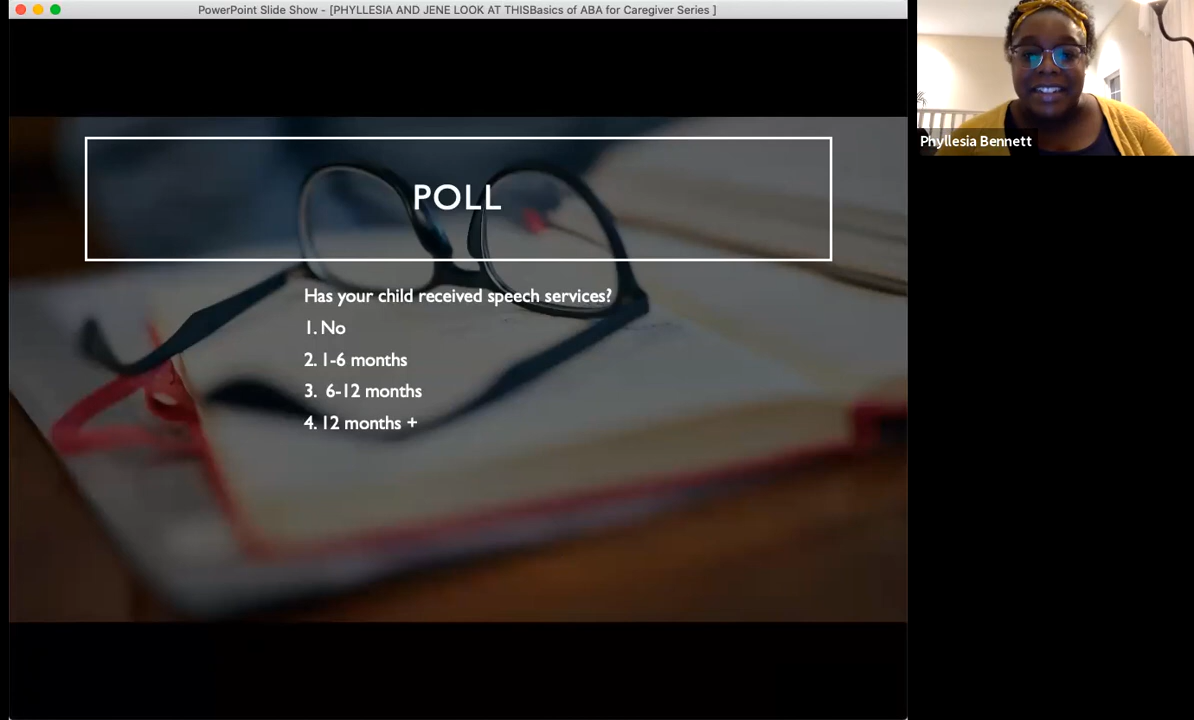 PowerPoint Slide Show - [PHYLLESIA AND JENE LOOK AT THISBasics of ABA for Caregiver Series ]
POLL
Has your child received speech services?
1. No
2. 1-6 months
3.  6-12 months
4. 12 months +
Phyllesia Bennett